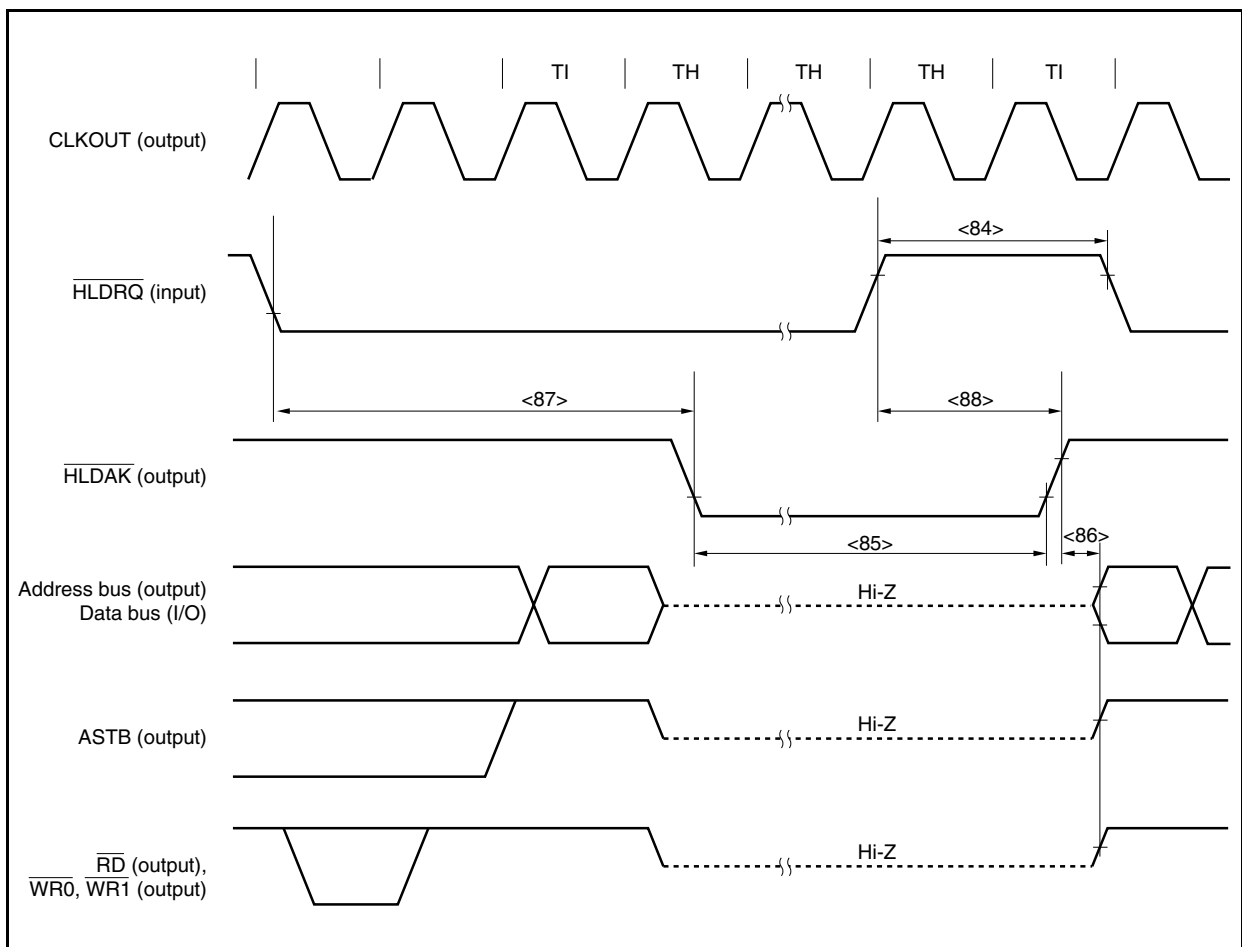 TI TH TH TH TI
CLKOUT (output)
<84>
HLDRQ (input)
<87> <88>
HLDAK (output)
<85> <86>
Address bus (output)
Data bus (I/O)
Hi-Z
ASTB (output)
Hi-Z
RD (output),
WR0, WR1 (output)
Hi-Z